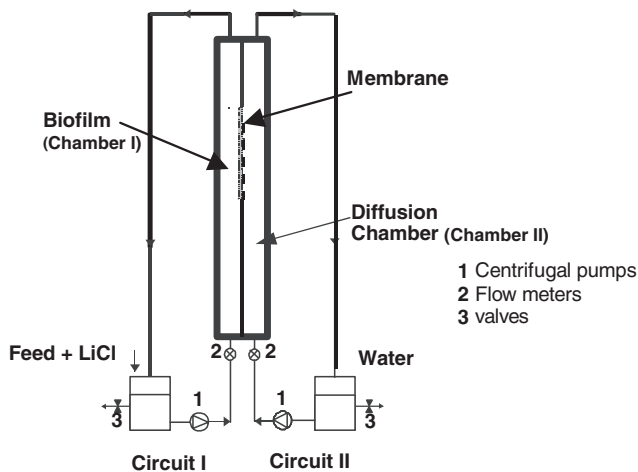 Membrane
Biofilm
(Chamber I)
Diffusion
Chamber (Chamber II)
1 Centrifugal pumps
2 Flow meters
3 valves
Feed + LiCl
2
2
Water
1
1
3
3
Circuit I
Circuit II